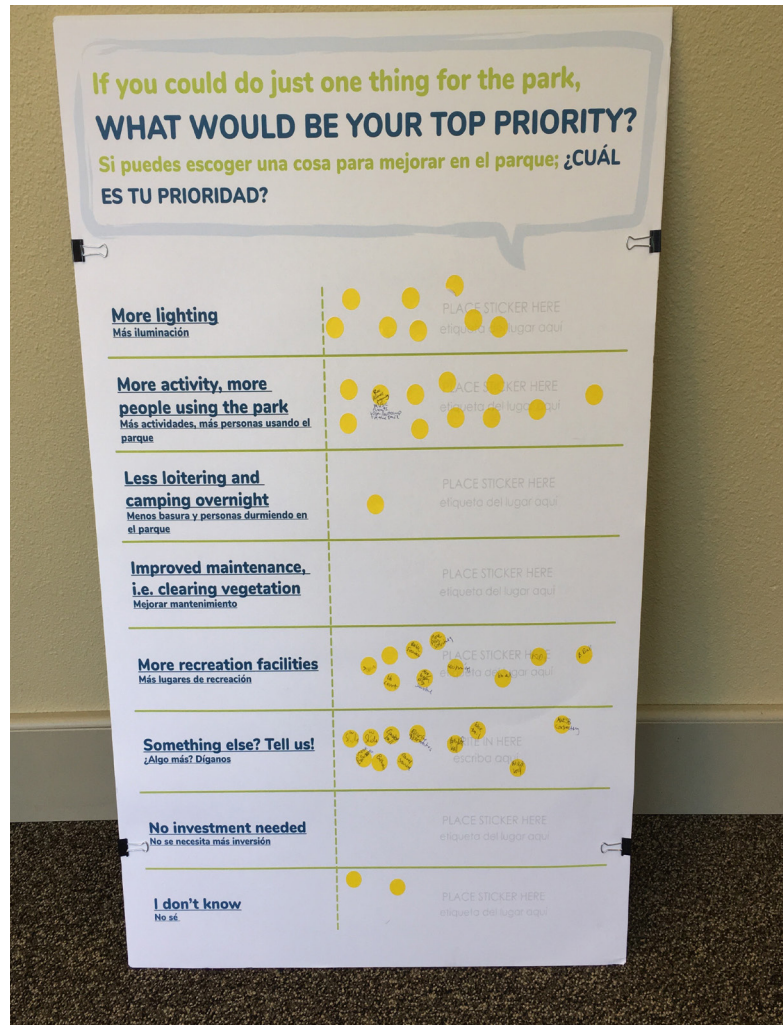 If you could do just one thing for the park,
WHAT WOULD BE YOUR TOP PRIORITY?
Si puedes escoger una cosa para mejorar en el parque; ¿CUÁL
ES TU PRIORIDAD?
More lighting
Más iluminación
PLACE STICKER HERE
etiqueta del lugar aquí
More activity, more
people using the park
Más actividades, más personas usando el
parque
PLACE STICKER HERE
etiqueta del lugar aquí
Less loitering and
camping overnight
Menos basura y personas durmiendo en
el parque
PLACE STICKER HERE
etiqueta del lugar aquí
Improved maintenance,
i.e. clearing vegetation
Mejorar mantenimiento
PLACE STICKER HERE
etiqueta del lugar aquí
More recreation facilities
Más lugares de recreación
PLACE STICKER HERE
etiqueta del lugar aquí
Something else? Tell us!
¿Algo más? Díganos
WRITE IN HERE
escriba aquí
No investment needed
No se necesita más inversión
PLACE STICKER HERE
etiqueta del lugar aquí
I don't know
No sé
PLACE STICKER HERE
etiqueta del lugar aquí